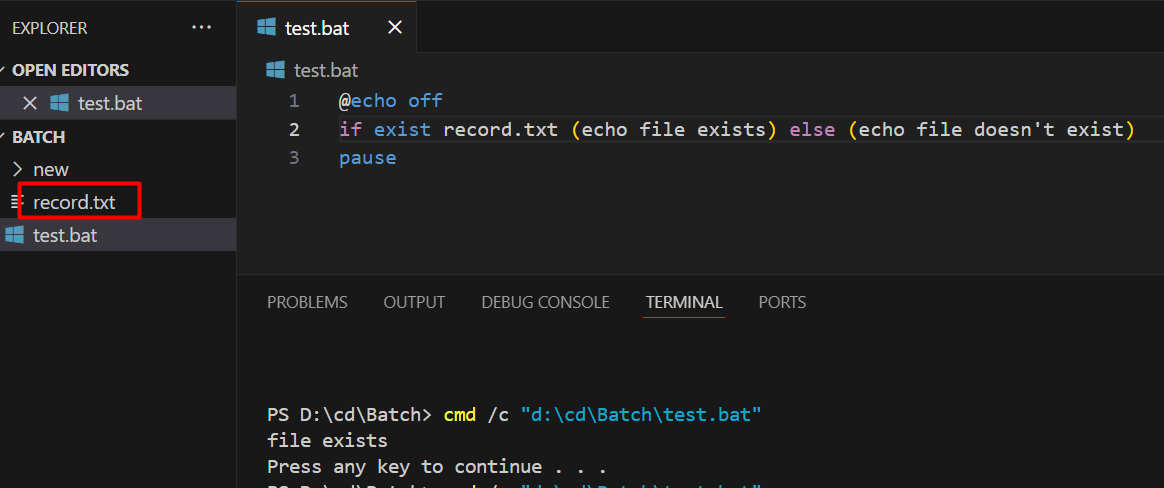 EXPLORER ...
OPEN EDITORS
test.bat
BATCH
new
record.txt
test.bat
test.bat
test.bat
1 @echo off
2 if exist record.txt (echo file exists) else (echo file doesn't exist)
3 pause
PROBLEMS OUTPUT DEBUG CONSOLE TERMINAL PORTS
PS D:\cd\Batch> cmd /c "d:\cd\Batch\test.bat"
file exists
Press any key to continue . . .